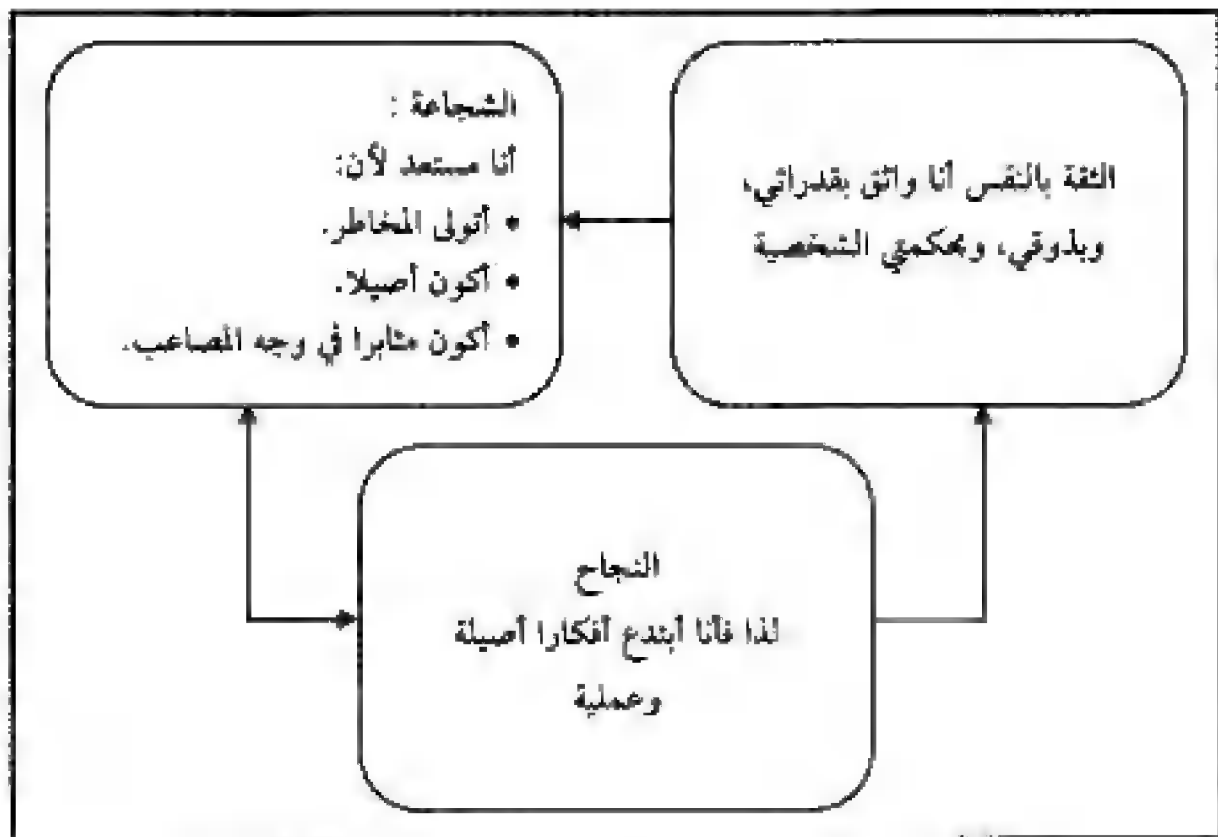 الثقة بالنفس أنا واثق بقدراتي،
وبذوقي، وبحكمتي الشخصية
الشجاعة :
أنا مستعد لأن:
• أتولى المخاطر.
• أكون أصيلا.
• أكون مثابرا في وجه المصاعب.
النجاح
لذا فأنا أبتدع أفكارا أصيلة
وعملية